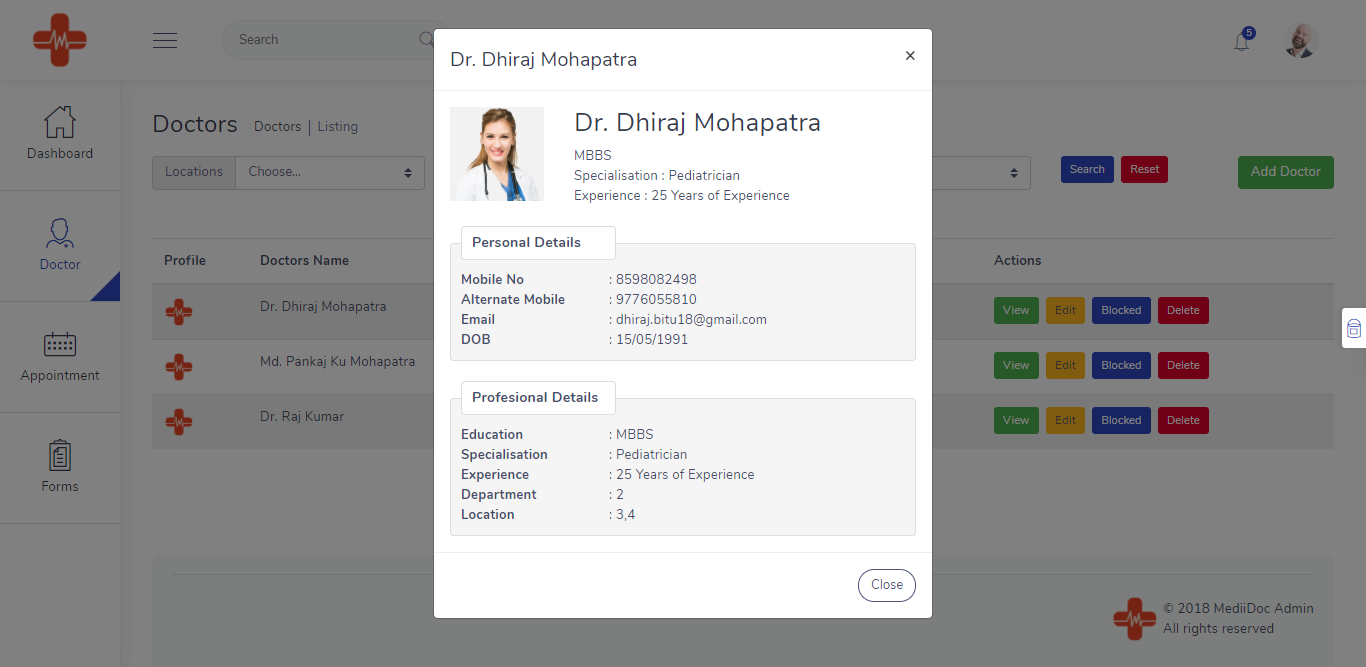 Search
5
Dashboard
Doctor
Appointment
Forms
Doctors Doctors | Listing
Locations Choose...
Search Reset Add Doctor
Profile Doctors Name Actions
Dr. Dhiraj Mohapatra View Edit Blocked Delete
Md. Pankaj Ku Mohapatra View Edit Blocked Delete
Dr. Raj Kumar View Edit Blocked Delete
Dr. Dhiraj Mohapatra ×
Dr. Dhiraj Mohapatra
MBBS
Specialisation : Pediatrician
Experience : 25 Years of Experience
Personal Details
Mobile No : 8598082498
Alternate Mobile : 9776055810
Email : dhiraj.bitu18@gmail.com
DOB : 15/05/1991
Profesional Details
Education : MBBS
Specialisation : Pediatrician
Experience : 25 Years of Experience
Department : 2
Location : 3,4
Close
© 2018 MediiDoc Admin
All rights reserved